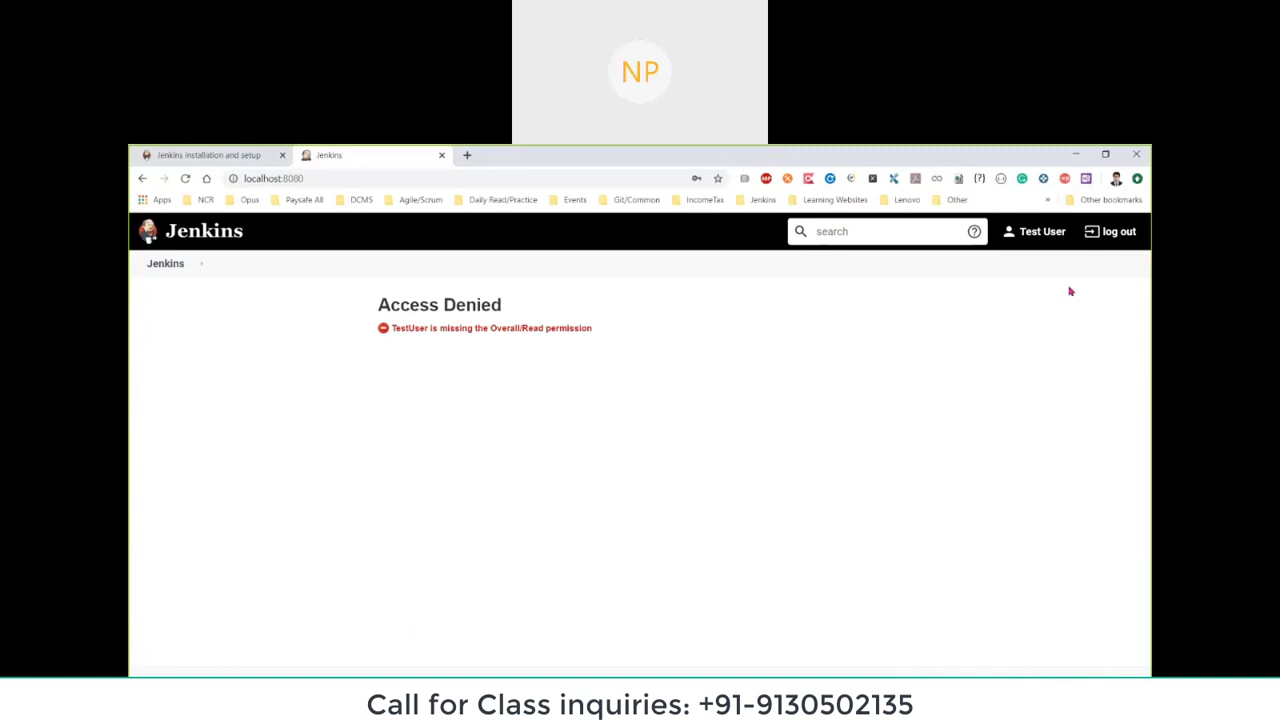 NP
Jenkins installation and setup
Jenkins
localhost:8080
ABP
Apps
NCR
Opus
Paysafe All
DCMS
Agile/Scrum
Daily Read/Practice
Events
Git/Common
IncomeTax
Jenkins
Learning Websites
Lenovo
Other
»
Other bookmarks
Jenkins
search
Test User
log out
Jenkins
Access Denied
TestUser is missing the Overall/Read permission
Call for Class inquiries: +91-9130502135